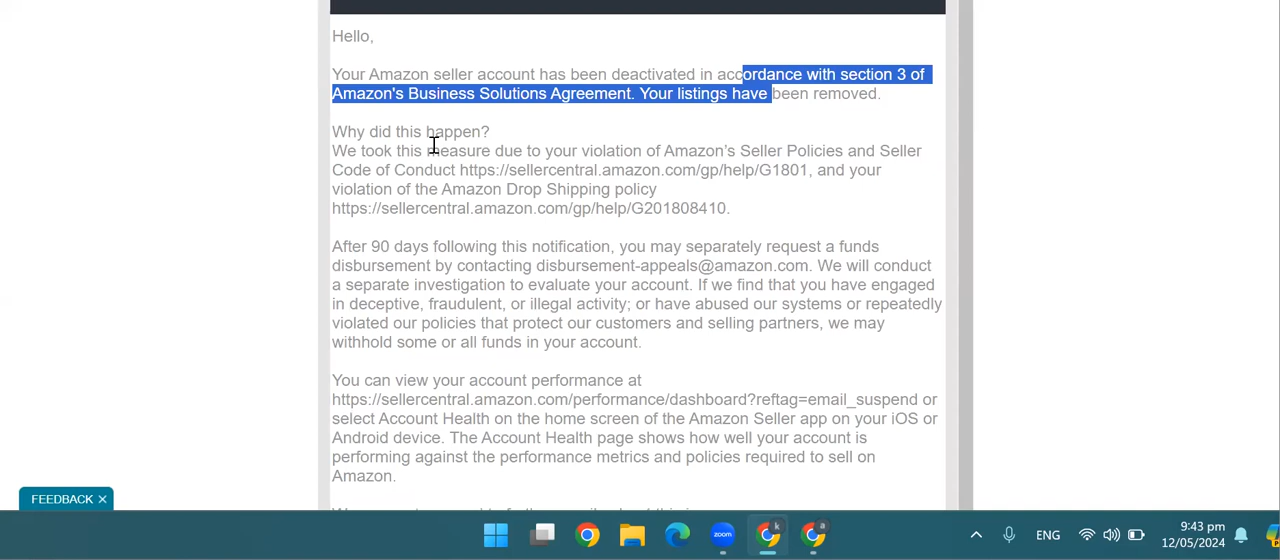 Hello,
Your Amazon seller account has been deactivated in accordance with section 3 of
Amazon's Business Solutions Agreement. Your listings have been removed.
Why did this happen?
We took this measure due to your violation of Amazon’s Seller Policies and Seller
Code of Conduct https://sellercentral.amazon.com/gp/help/G1801, and your
violation of the Amazon Drop Shipping policy
https://sellercentral.amazon.com/gp/help/G201808410.
After 90 days following this notification, you may separately request a funds
disbursement by contacting disbursement-appeals@amazon.com. We will conduct
a separate investigation to evaluate your account. If we find that you have engaged
in deceptive, fraudulent, or illegal activity; or have abused our systems or repeatedly
violated our policies that protect our customers and selling partners, we may
withhold some or all funds in your account.
You can view your account performance at
https://sellercentral.amazon.com/performance/dashboard?reftag=email_suspend or
select Account Health on the home screen of the Amazon Seller app on your iOS or
Android device. The Account Health page shows how well your account is
performing against the performance metrics and policies required to sell on
Amazon.
FEEDBACK ×
zoom
k
a
ENG
9:43 pm
12/05/2024